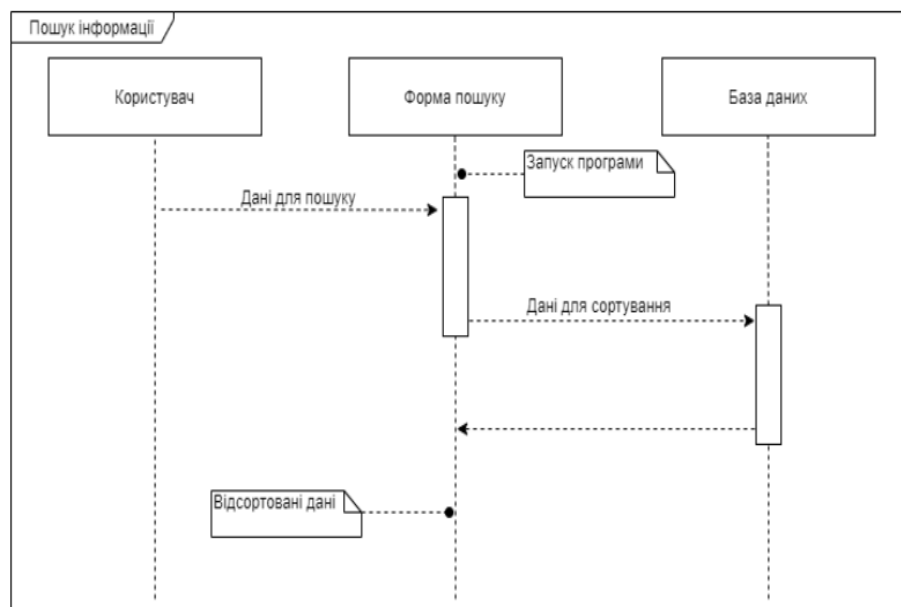 Пошук інформації
Користувач
Форма пошуку
База даних
Запуск програми
Дані для пошуку
Дані для сортування
Відсортовані дані